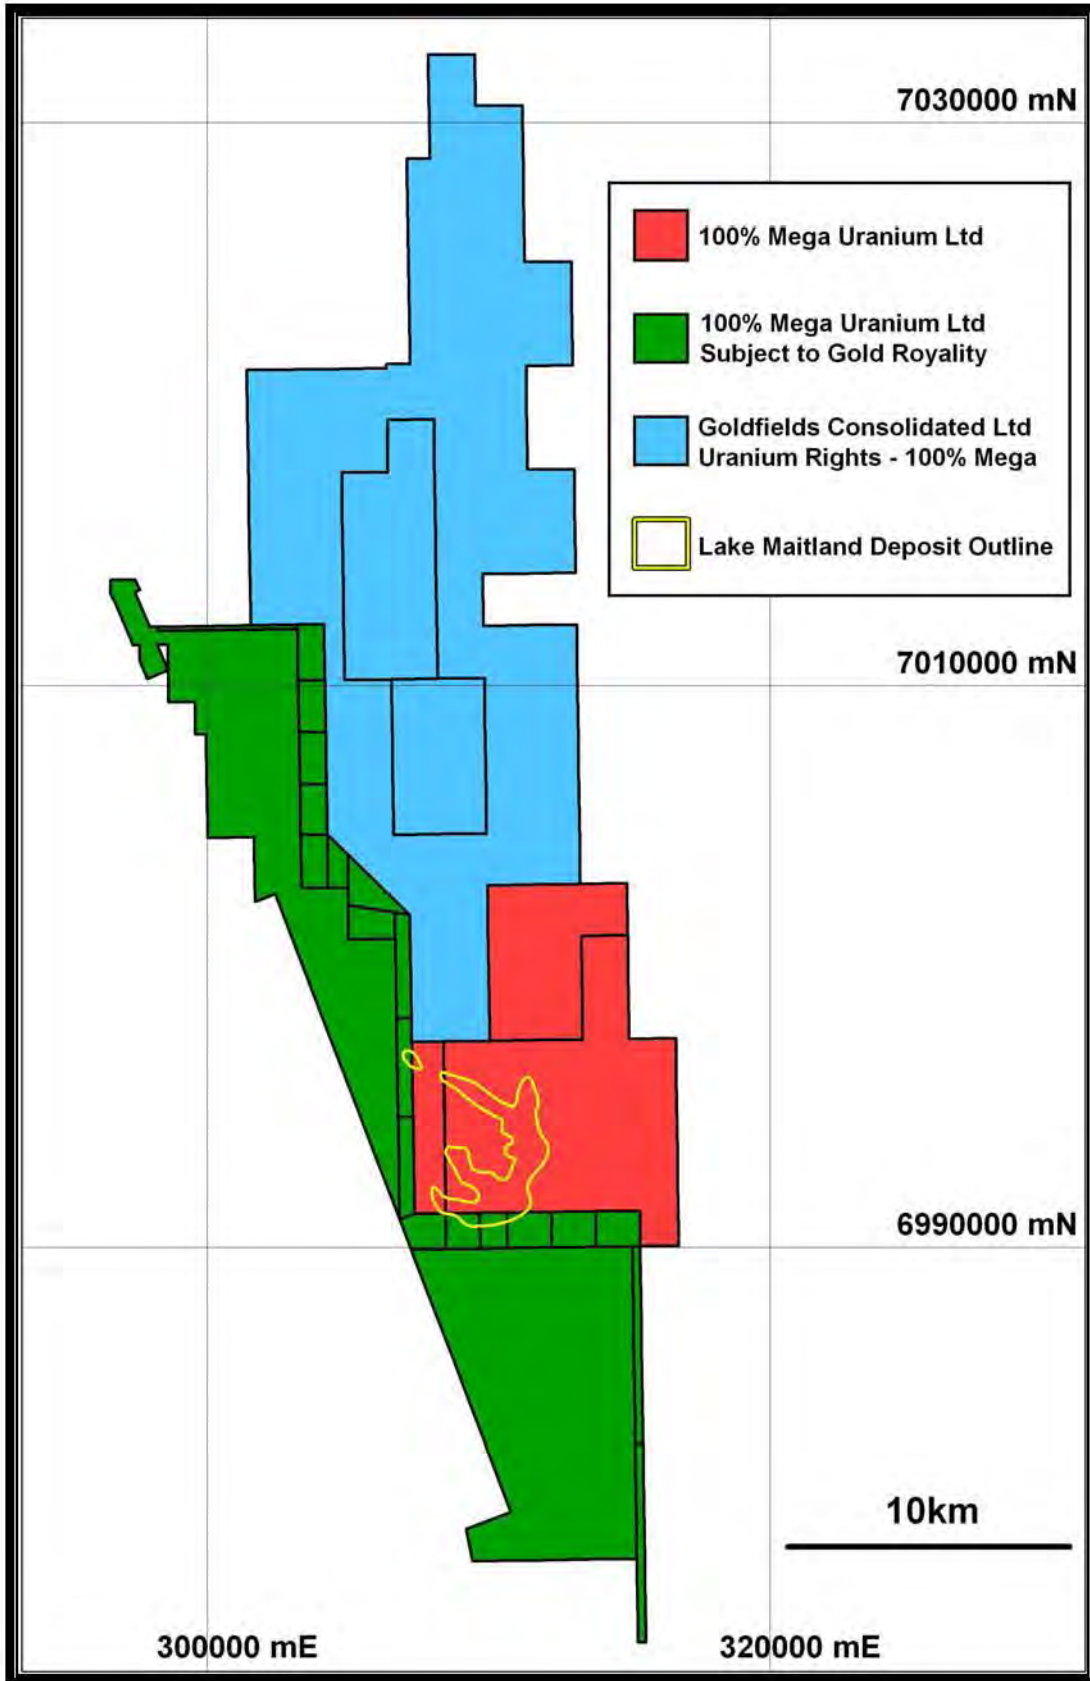 7030000 mN
100% Mega Uranium Ltd
100% Mega Uranium Ltd
Subject to Gold Royality
Goldfields Consolidated Ltd
Uranium Rights - 100% Mega
Lake Maitland Deposit Outline
7010000 mN
6990000 mN
10km
300000 mE
320000 mE